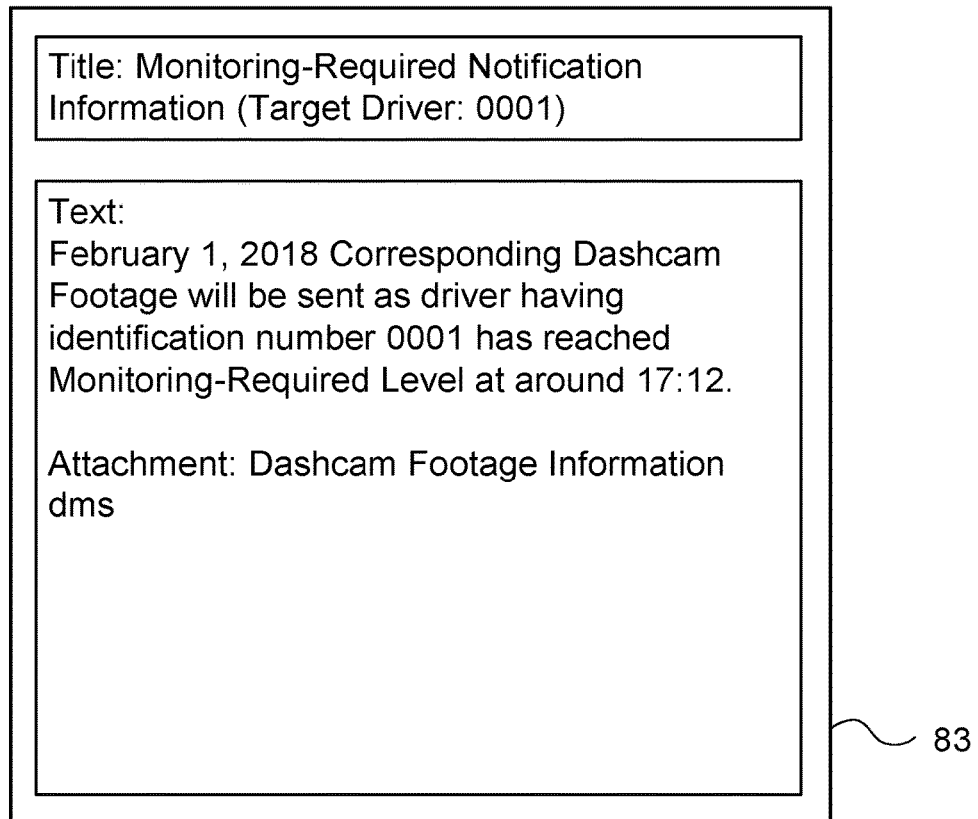 Title: Monitoring-Required Notification
Information (Target Driver: 0001)
Text:
February 1, 2018 Corresponding Dashcam
Footage will be sent as driver having
identification number 0001 has reached
Monitoring-Required Level at around 17:12.
Attachment: Dashcam Footage Information
dms
83